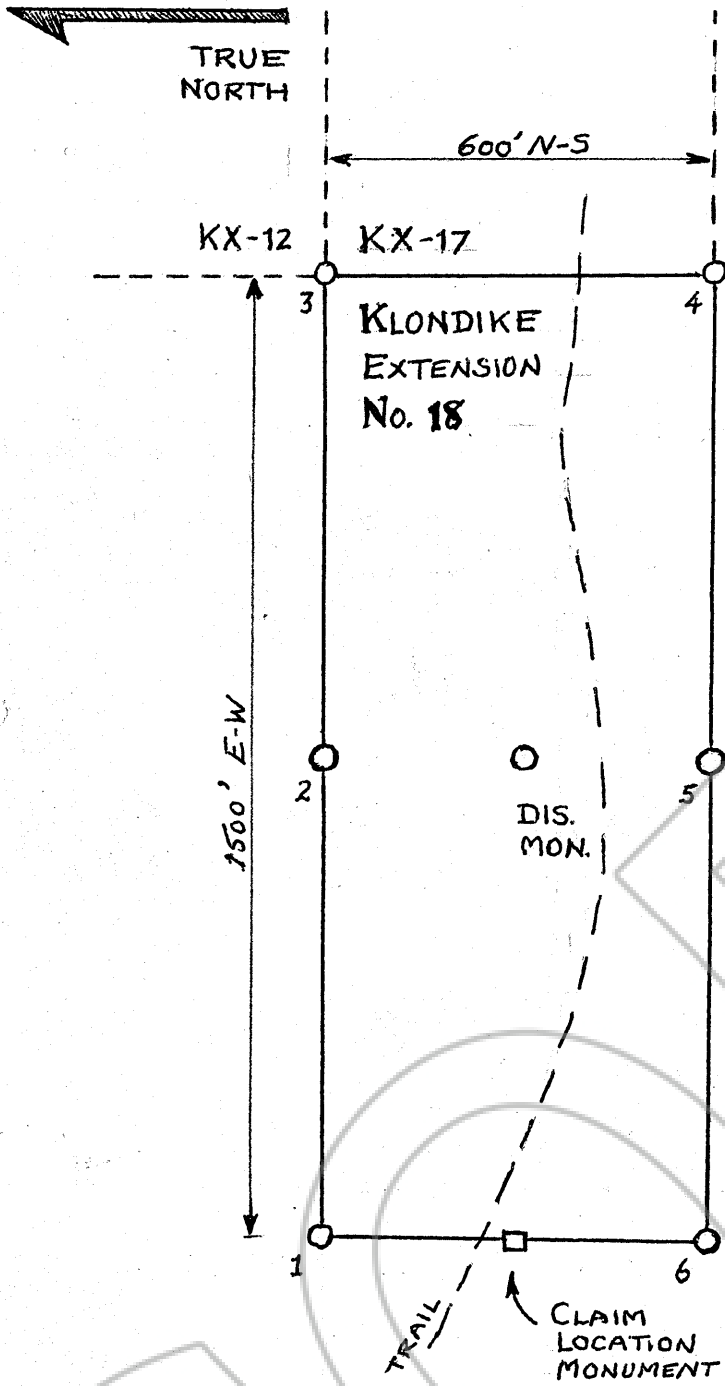 TRUE
NORTH
600' N-S
KX-12 KX-17
3
4
KLONDIKE
EXTENSION
No. 18
1500' E-W
2
5
DIS.
MON.
1
6
TRAIL
CLAIM
LOCATION
MONUMENT